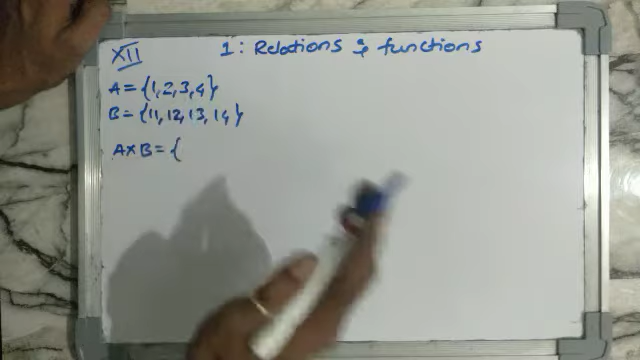 XII
1: Relations & functions
A = {1, 2, 3, 4}
B = {11, 12, 13, 14}
A×B = {